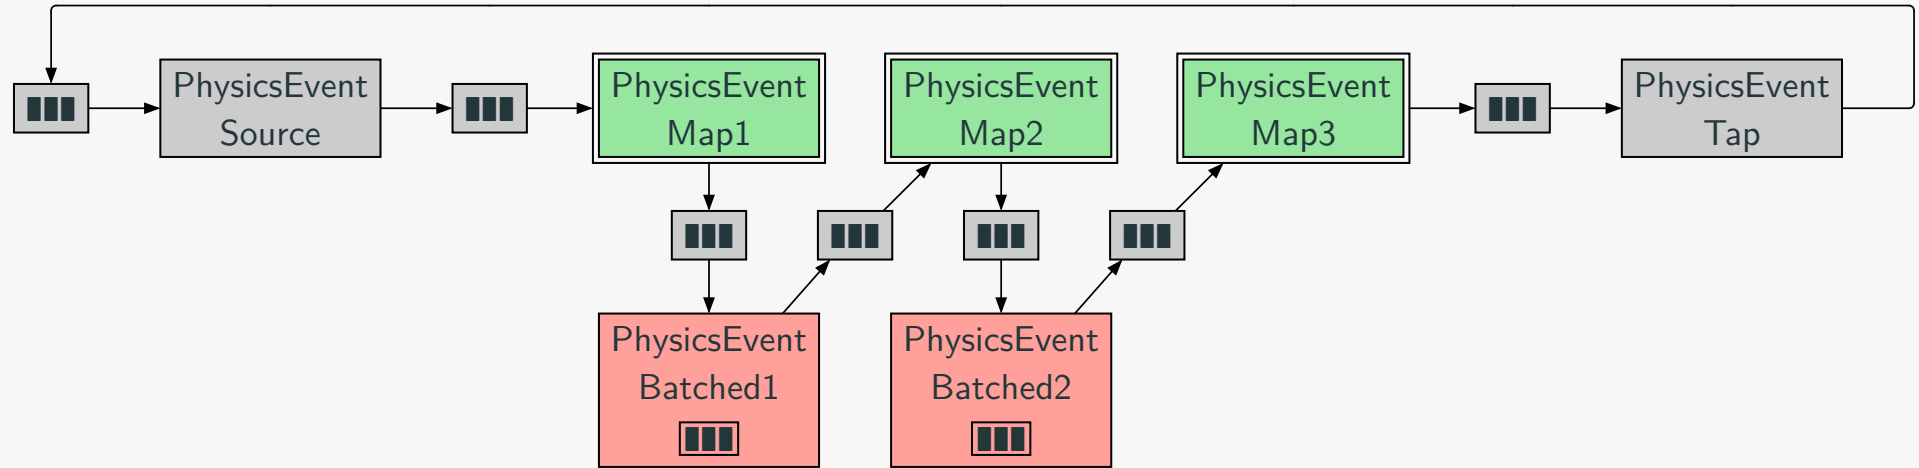 PhysicsEvent
Source
PhysicsEvent
Map1
PhysicsEvent
Map2
PhysicsEvent
Map3
PhysicsEvent
Tap
PhysicsEvent
Batched1
PhysicsEvent
Batched2